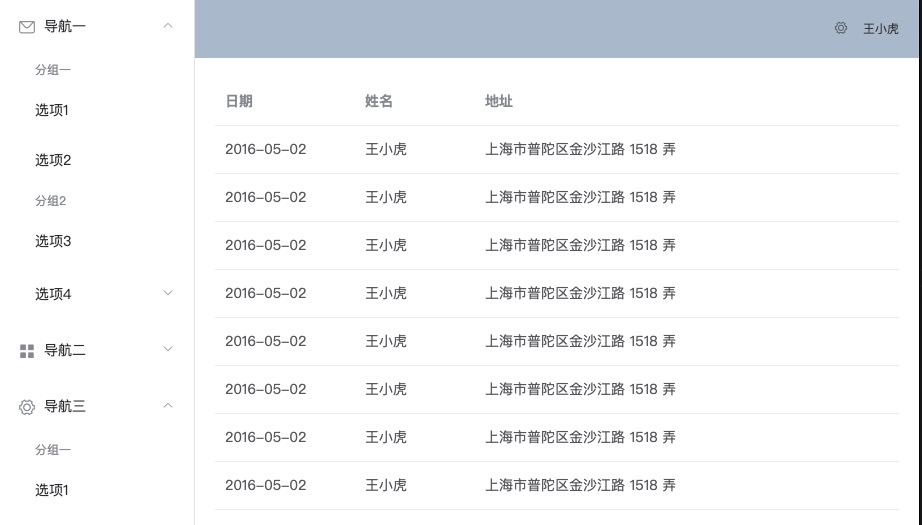 导航一
分组一
选项1
选项2
分组2
选项3
选项4
导航二
导航三
分组一
选项1
王小虎
日期 姓名 地址
2016-05-02 王小虎 上海市普陀区金沙江路 1518 弄
2016-05-02 王小虎 上海市普陀区金沙江路 1518 弄
2016-05-02 王小虎 上海市普陀区金沙江路 1518 弄
2016-05-02 王小虎 上海市普陀区金沙江路 1518 弄
2016-05-02 王小虎 上海市普陀区金沙江路 1518 弄
2016-05-02 王小虎 上海市普陀区金沙江路 1518 弄
2016-05-02 王小虎 上海市普陀区金沙江路 1518 弄
2016-05-02 王小虎 上海市普陀区金沙江路 1518 弄